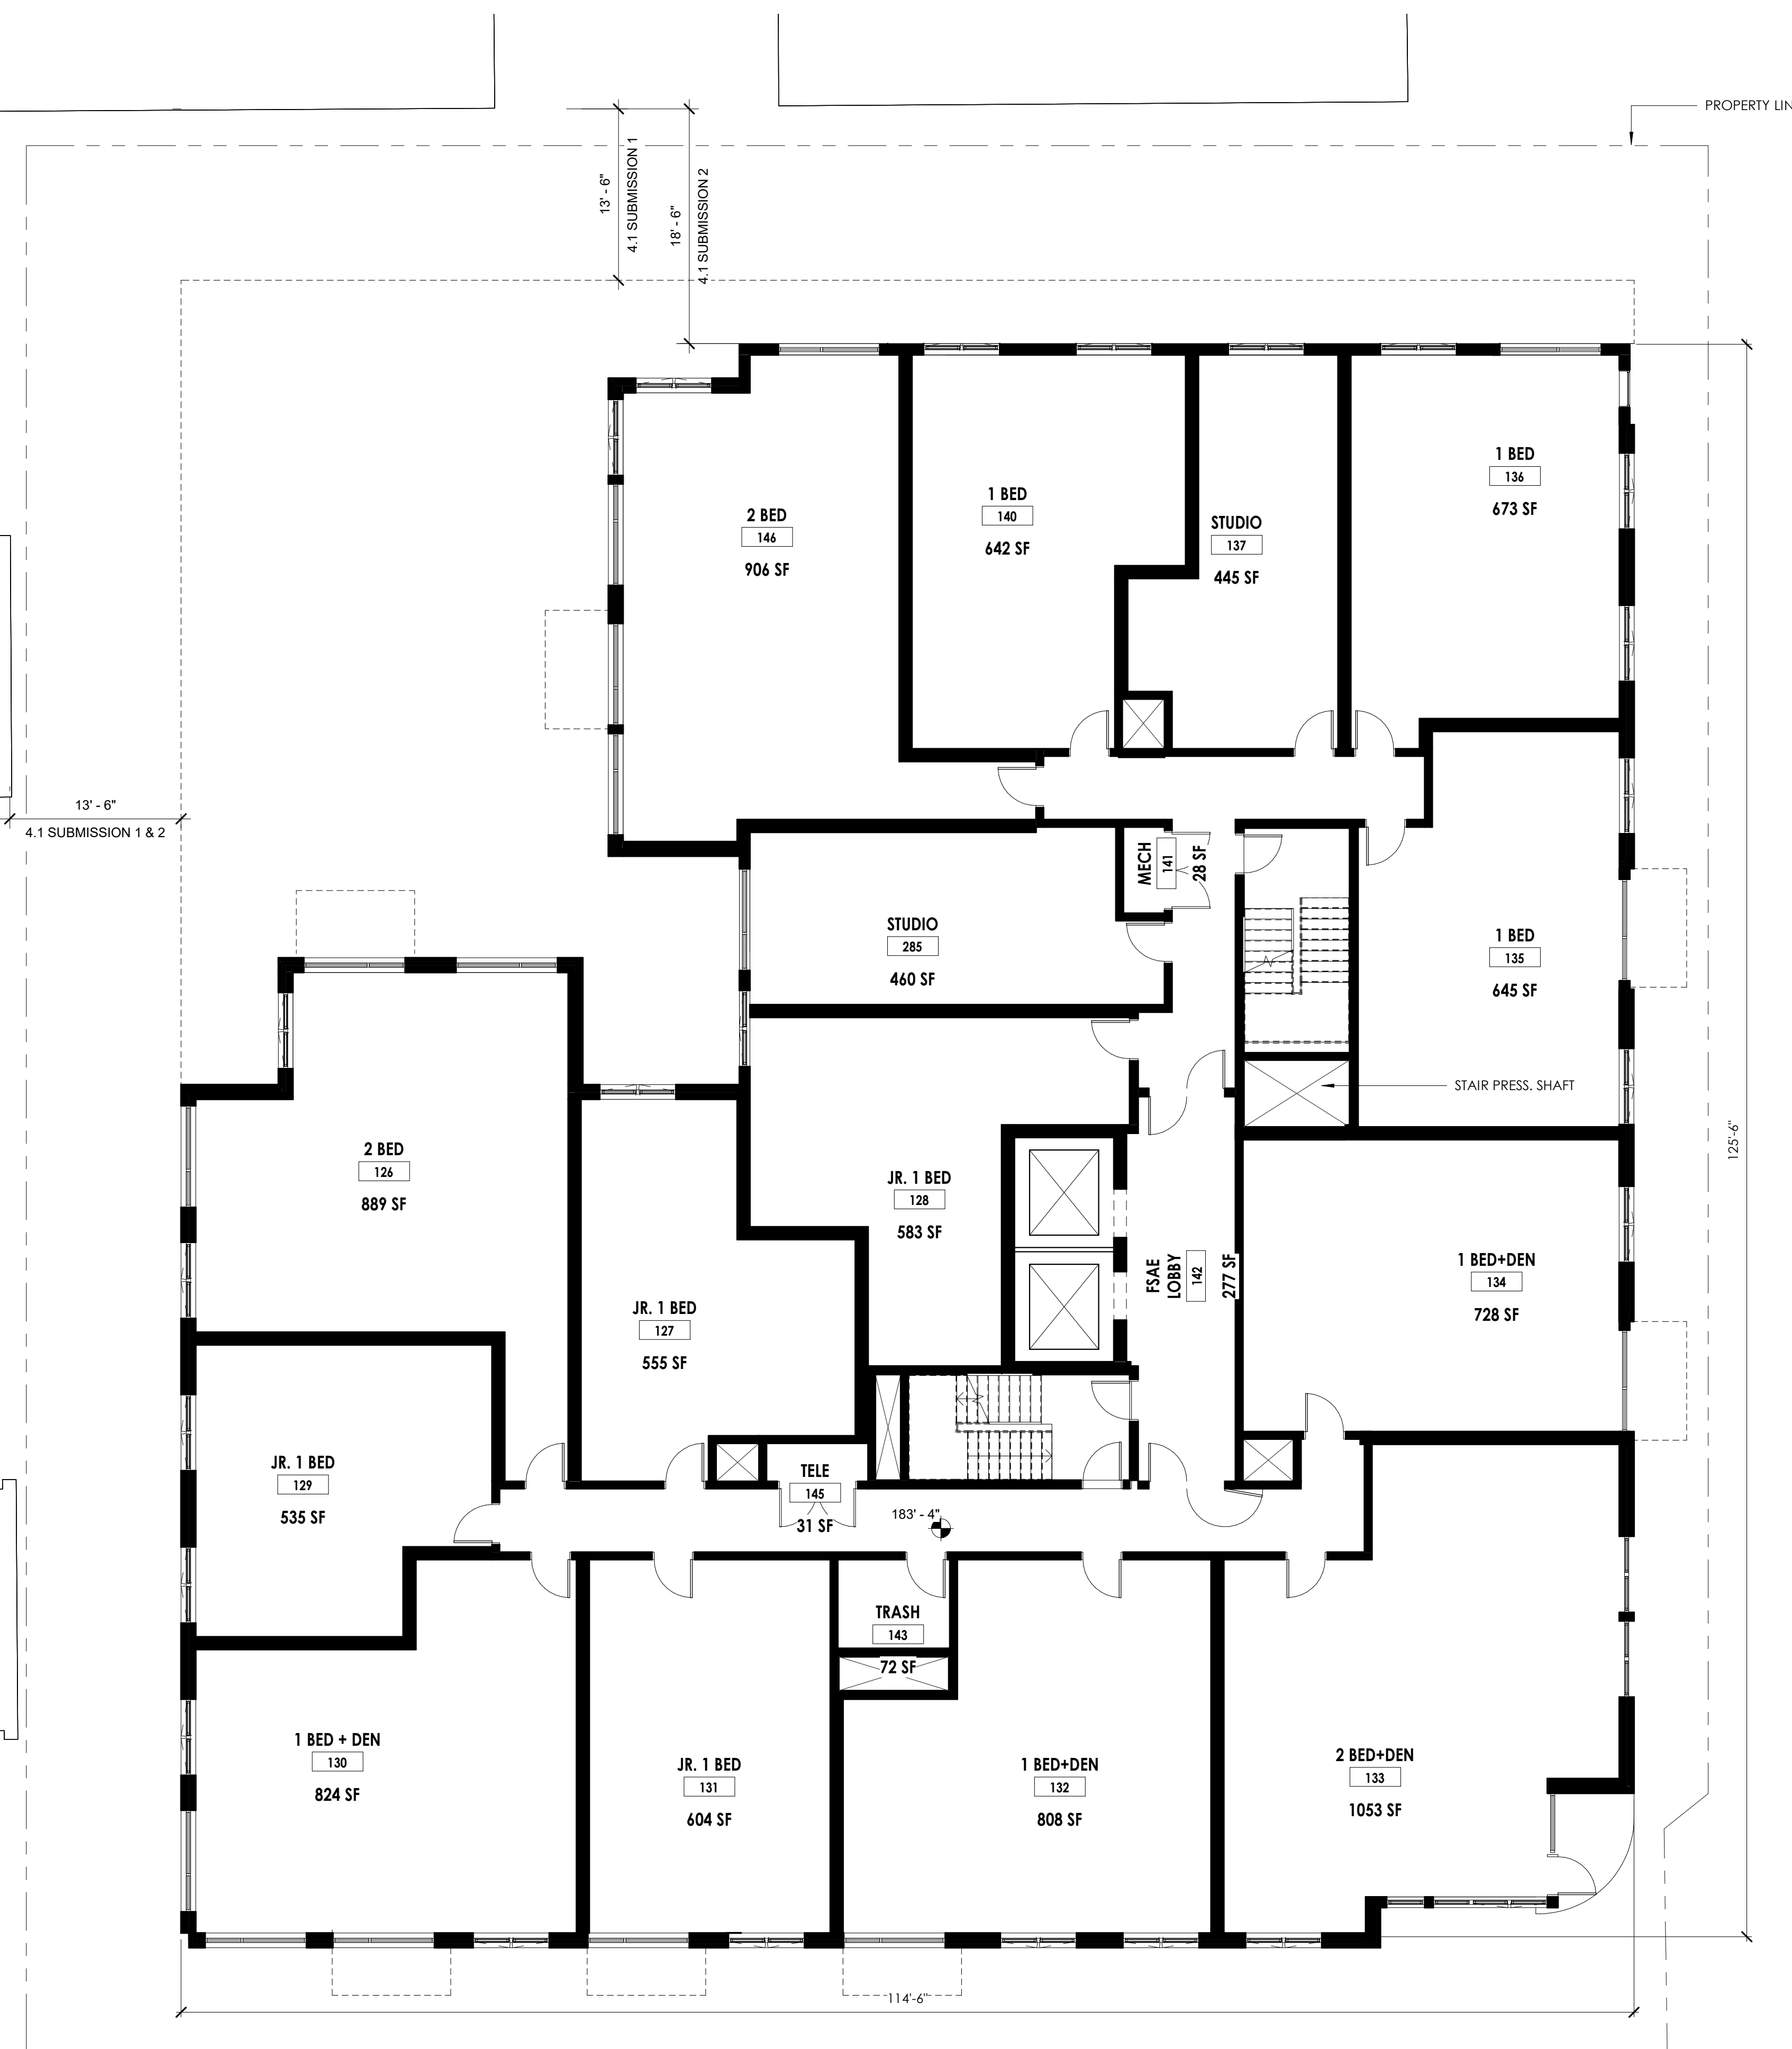 PROPERTY LIN
13' - 6"
4.1 SUBMISSION 1
18' - 6"
4.1 SUBMISSION 2
1 BED
136
673 SF
1 BED
140
642 SF
2 BED
146
906 SF
STUDIO
137
445 SF
13' - 6"
4.1 SUBMISSION 1 & 2
MECH
141
28 SF
STUDIO
285
460 SF
1 BED
135
645 SF
STAIR PRESS. SHAFT
125'-6"
2 BED
126
889 SF
JR. 1 BED
128
583 SF
FSAE
LOBBY
142
277 SF
1 BED+DEN
134
728 SF
JR. 1 BED
127
555 SF
JR. 1 BED
129
535 SF
TELE
145
31 SF
183' - 4"
TRASH
143
72 SF
1 BED + DEN
130
824 SF
JR. 1 BED
131
604 SF
1 BED+DEN
132
808 SF
2 BED+DEN
133
1053 SF
114'-6"